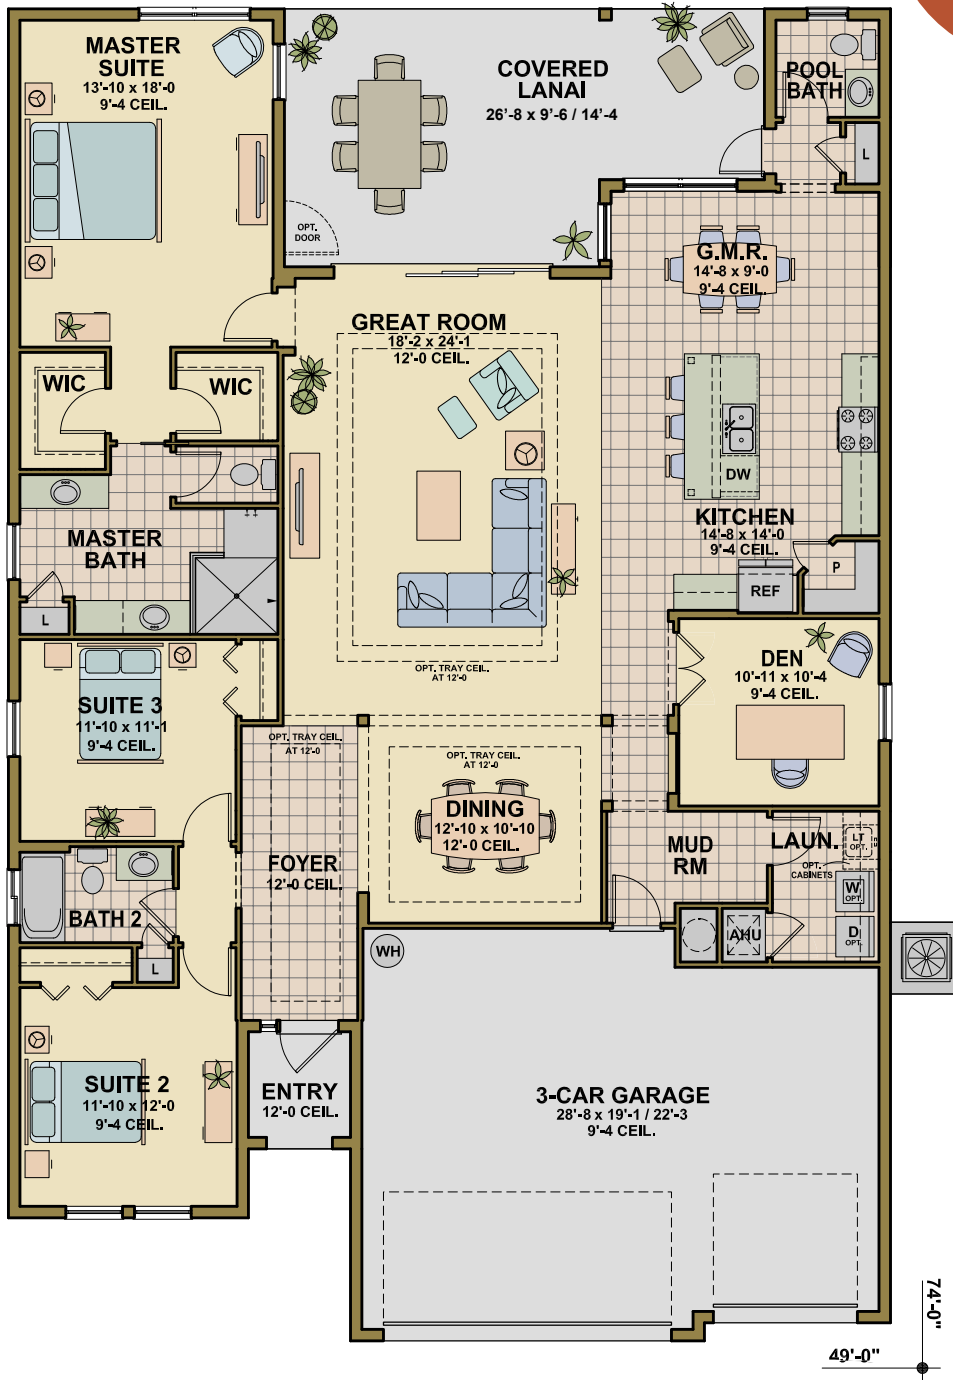 MASTER
SUITE
13'-10 x 18'-0
9'-4 CEIL.
COVERED
LANAI
26'-8 x 9'-6 / 14'-4
POOL
BATH
L
OPT.
DOOR
G.M.R.
14'-8 x 9'-0
9'-4 CEIL.
GREAT ROOM
18'-2 x 24'-1
12'-0 CEIL.
WIC
WIC
DW
KITCHEN
14'-8 x 14'-0
9'-4 CEIL.
MASTER
BATH
P
REF
L
OPT. TRAY CEIL.
AT 12'-0
DEN
10'-11 x 10'-4
9'-4 CEIL.
SUITE 3
11'-10 x 11'-1
9'-4 CEIL.
OPT. TRAY CEIL.
AT 12'-0
OPT. TRAY CEIL.
AT 12'-0
DINING
12'-10 x 10'-10
12'-0 CEIL.
FOYER
12'-0 CEIL.
MUD
RM
LAUN.
LT
OPT.
OPT.
CABINETS
W
OPT.
D
OPT.
BATH 2
L
WH
AHU
SUITE 2
11'-10 x 12'-0
9'-4 CEIL.
ENTRY
12'-0 CEIL.
3-CAR GARAGE
28'-8 x 19'-1 / 22'-3
9'-4 CEIL.
74'-0"
49'-0"